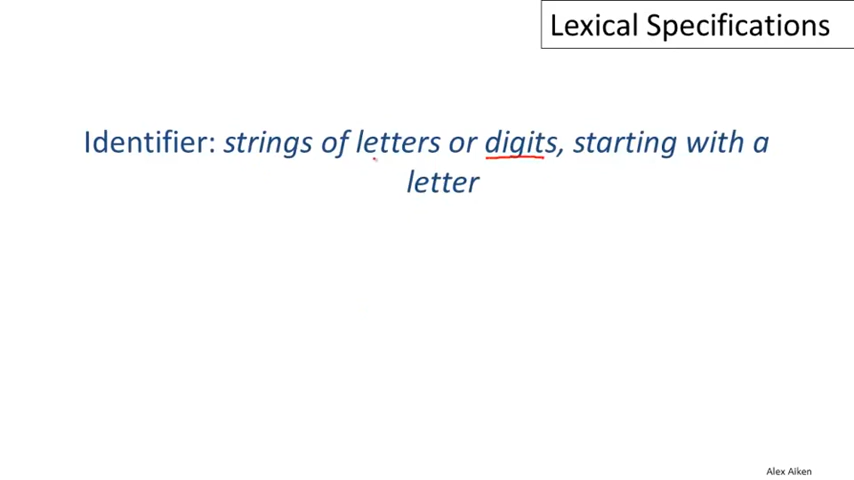 Lexical Specifications
Identifier: strings of letters or digits, starting with a
letter
Alex Aiken